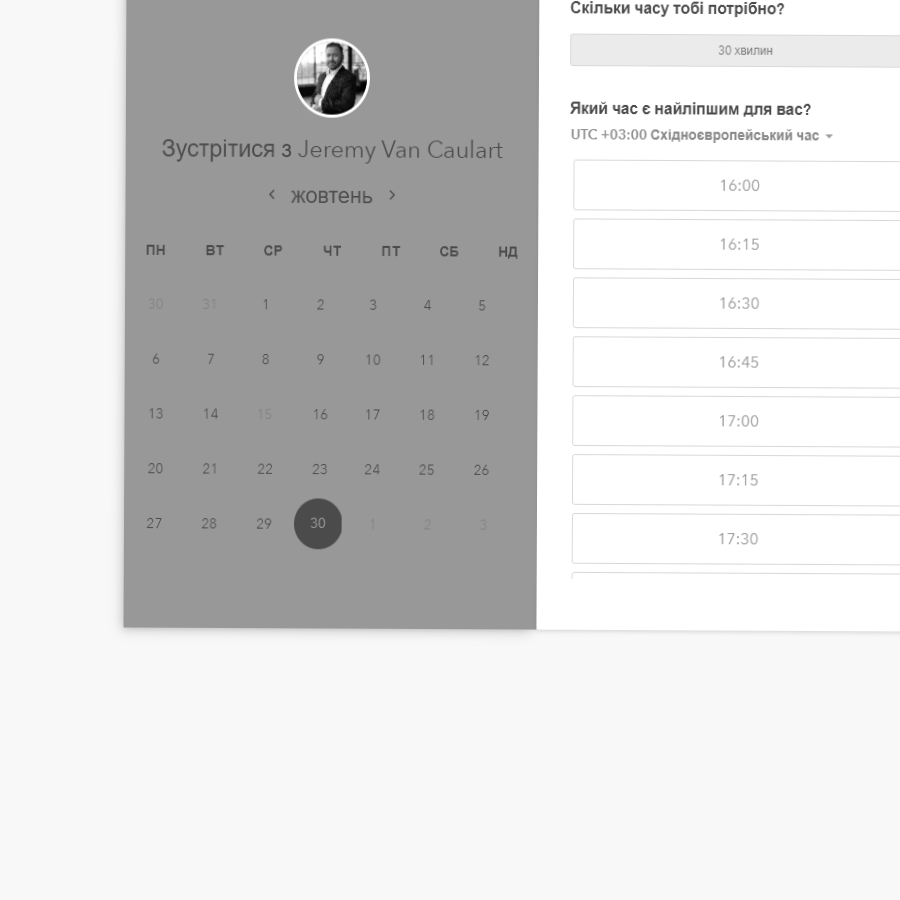 Зустрітися з Jeremy Van Caulart
жовтень
ПН ВТ СР ЧТ ПТ СБ НД
30 31 1 2 3 4 5
6 7 8 9 10 11 12
13 14 15 16 17 18 19
20 21 22 23 24 25 26
27 28 29 30 1 2 3
Скільки часу тобі потрібно?
30 хвилин
Який час є найліпшим для вас?
UTC +03:00 Східноєвропейський час
16:00
16:15
16:30
16:45
17:00
17:15
17:30